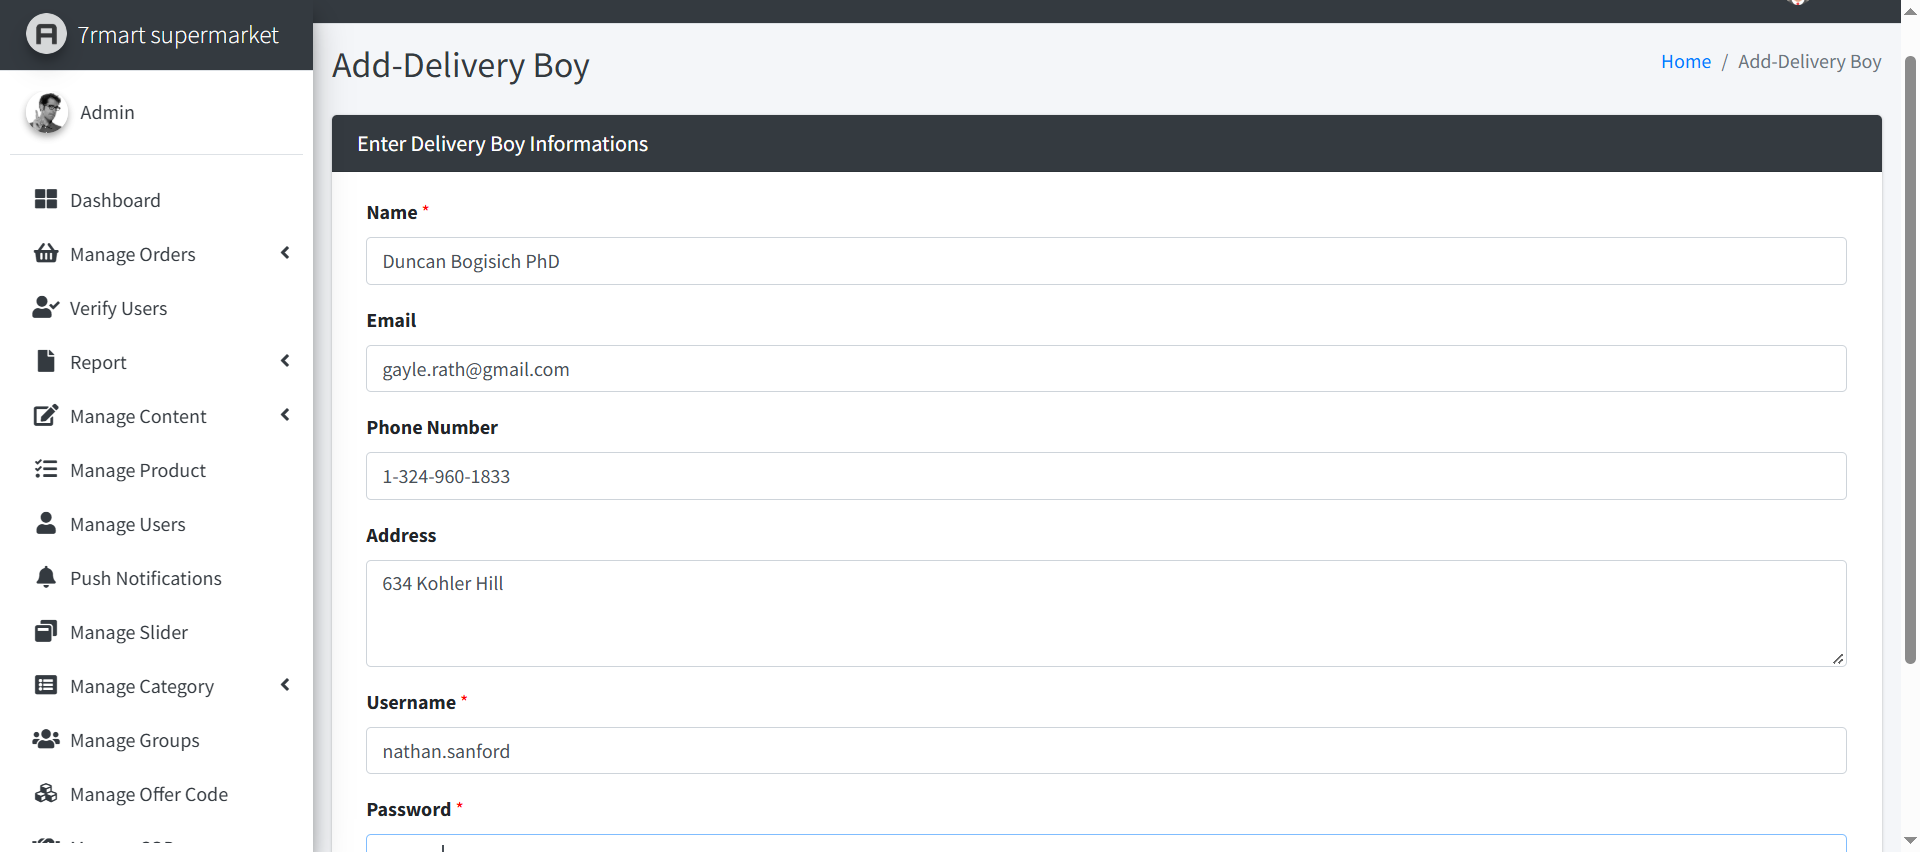 7rmart supermarket
Admin
Dashboard
Manage Orders
Verify Users
Report
Manage Content
Manage Product
Manage Users
Push Notifications
Manage Slider
Manage Category
Manage Groups
Manage Offer Code
Add-Delivery Boy
Home / Add-Delivery Boy
Enter Delivery Boy Informations
Name *
Duncan Bogisich PhD
Email
gayle.rath@gmail.com
Phone Number
1-324-960-1833
Address
634 Kohler Hill
Username *
nathan.sanford
Password *